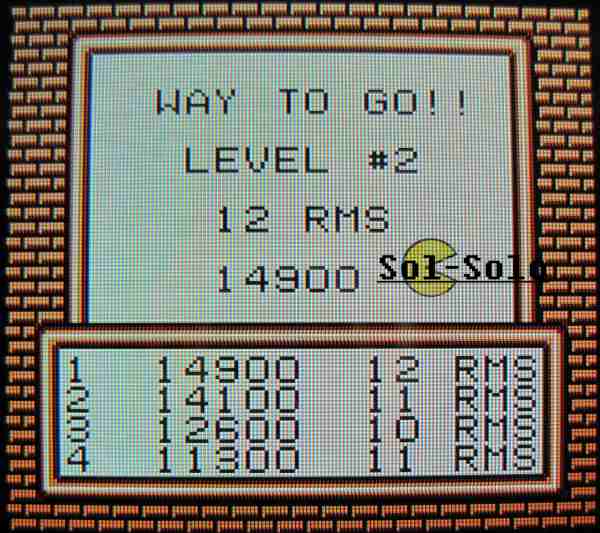 WAY TO GO!!
LEVEL #2
12 RMS
14900
Sol-Solo
1 14900 12 RMS
2 14100 11 RMS
3 12600 10 RMS
4 11300 11 RMS